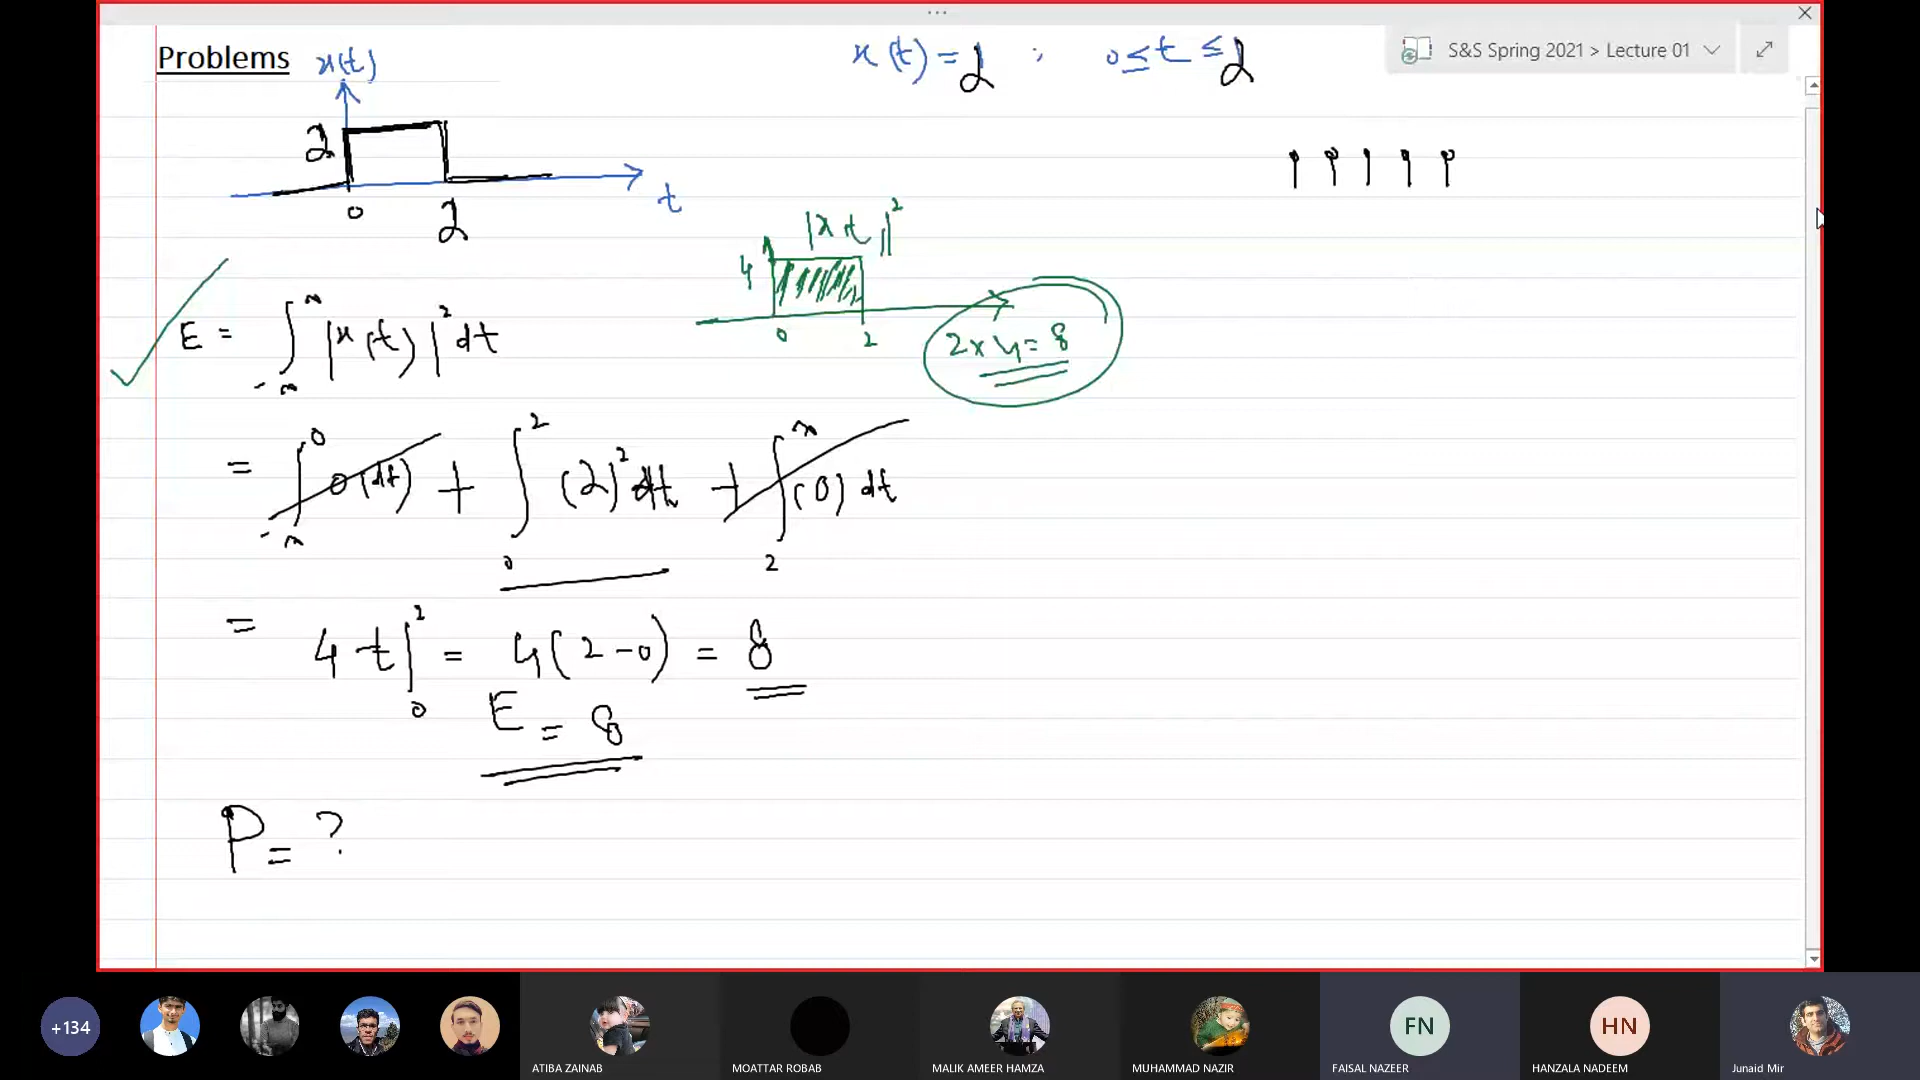 S&S Spring 2021 > Lecture 01
Problems
x(t)
x(t) = 2 ; 0 ≤ t ≤ 2
2
0
2
t
|x(t)|²
4
0
2
2x4 = 8
E = ∫_{-∞}^{∞} |x(t)|² dt
= ∫_{-∞}^{0} 0(dt) + ∫_{0}^{2} (2)² dt + ∫_{2}^{∞} (0) dt
= 4 t |_{0}^{2} = 4(2-0) = 8
E = 8
P = ?
+134
ATIBA ZAINAB
MOATTAR ROBAB
MALIK AMEER HAMZA
MUHAMMAD NAZIR
FN
FAISAL NAZEER
HN
HANZALA NADEEM
Junaid Mir